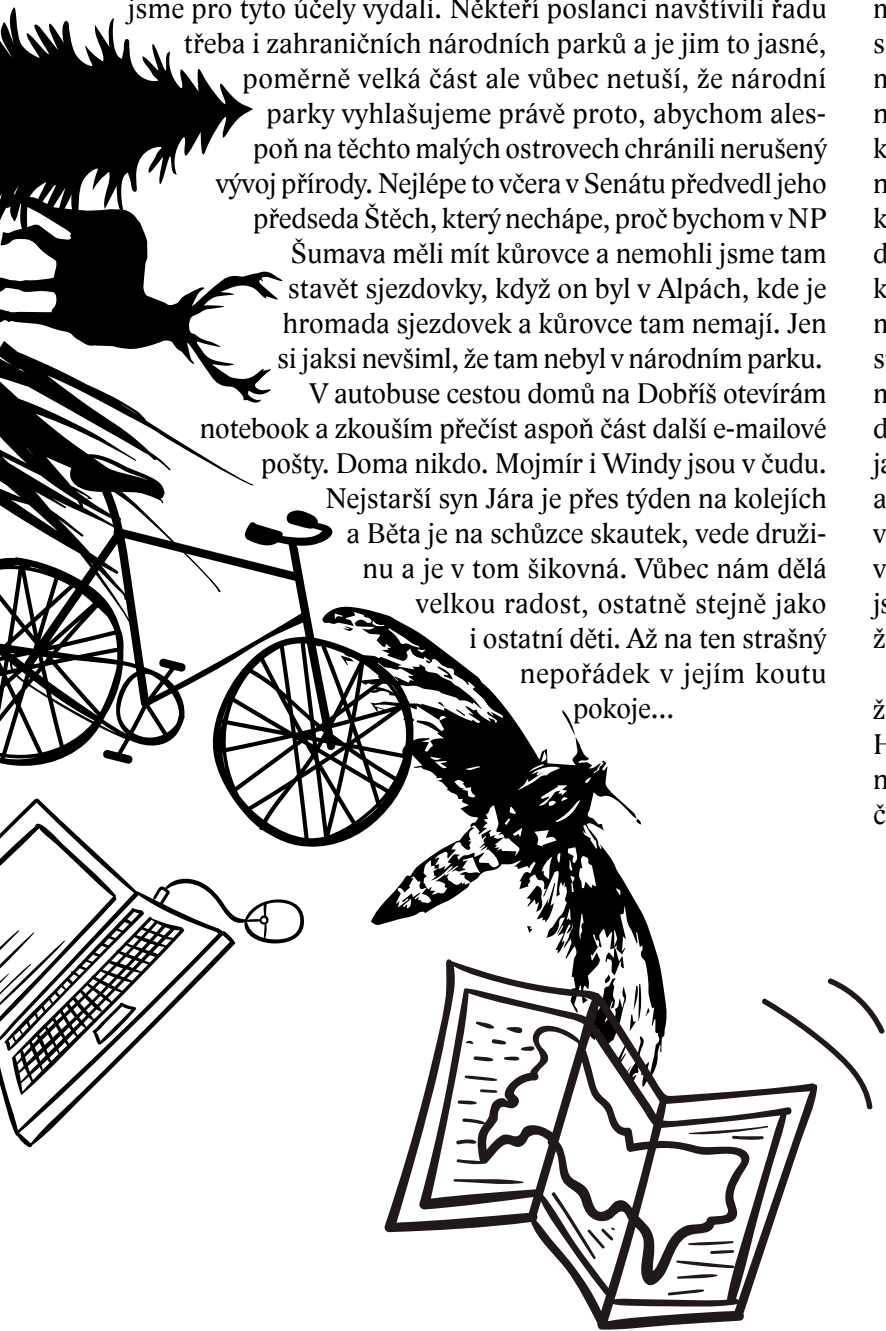 jsme pro tyto účely vydali. Někteří poslanci navštívili řadu
třeba i zahraničních národních parků a je jim to jasné,
poměrně velká část ale vůbec netuší, že národní
parky vyhlašujeme právě proto, abychom ales-
poň na těchto malých ostrovech chránili nerušený
vývoj přírody. Nejlépe to včera v Senátu předvedl jeho
předseda Štěch, který nechápe, proč bychom v NP
Šumava měli mít kůrovce a nemohli jsme tam
stavět sjezdovky, když on byl v Alpách, kde je
hromada sjezdovek a kůrovce tam nemají. Jen
si jaksi nevšiml, že tam nebyl v národním parku.
V autobuse cestou domů na Dobříš otevírám
notebook a zkouším přečíst aspoň část další e-mailové
pošty. Doma nikdo. Mojmír i Windy jsou v čudu.
Nejstarší syn Jára je přes týden na kolejích
a Běta je na schůzce skautek, vede druži-
nu a je v tom šikovná. Vůbec nám dělá
velkou radost, ostatně stejně jako
i ostatní děti. Až na ten strašný
nepořádek v jejím koutu
pokoje...